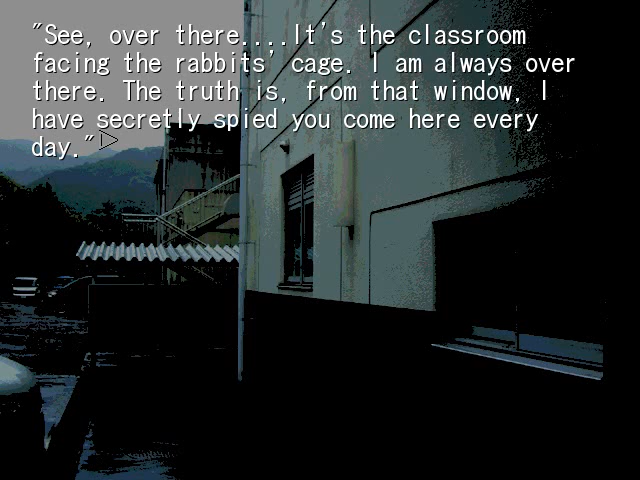 "See, over there....It's the classroom
facing the rabbits' cage. I am always over
there. The truth is, from that window, I
have secretly spied you come here every
day."